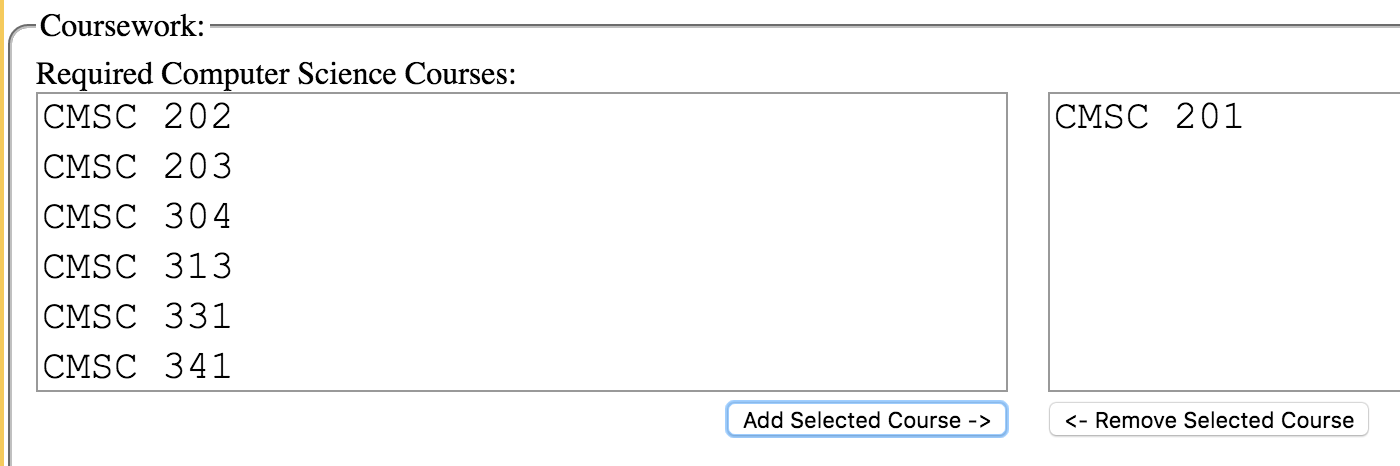 Coursework:
Required Computer Science Courses:
CMSC 202
CMSC 203
CMSC 304
CMSC 313
CMSC 331
CMSC 341
Add Selected Course ->
CMSC 201
<- Remove Selected Course